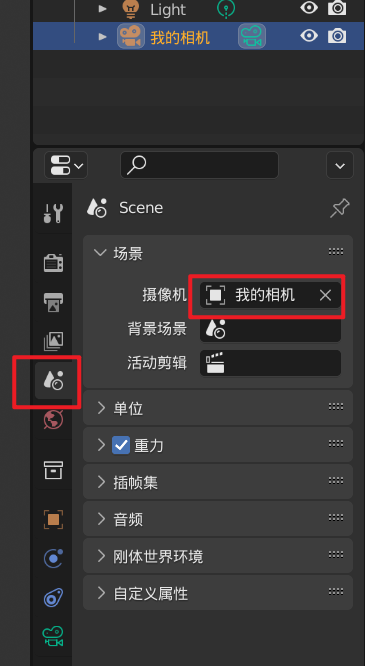 Light
我的相机
Scene
场景
摄像机 我的相机
背景场景
活动剪辑
单位
重力
插帧集
音频
刚体世界环境
自定义属性